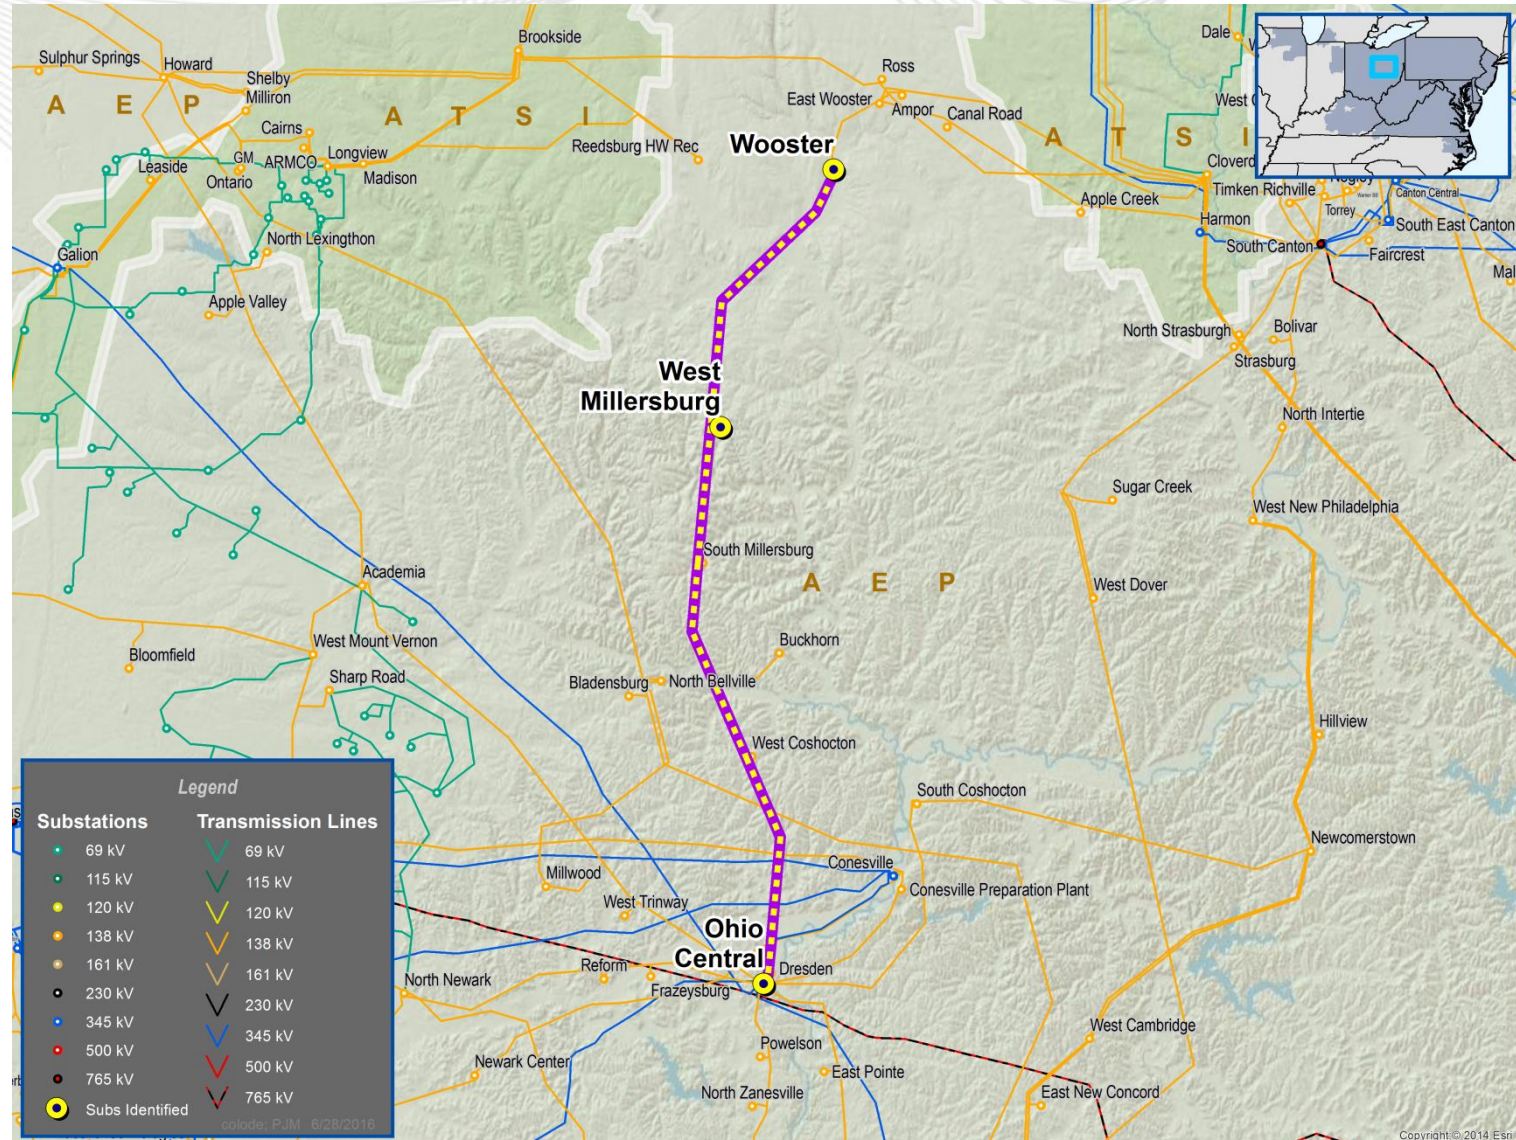 Brookside
Dale
Sulphur Springs
Howard
Ross
Shelby
Milliron
East Wooster
West
A E P
A T S I
Ampor
Canal Road
Cairns
Wooster
A T S I
Reedsburg HW Rec
Longview
GM
ARMCO
Leaside
Cloverd
Ontario
Madison
Timken Richville
Canton Central
Apple Creek
Torrey
Harmon
South East Canton
North Lexingthon
South Canton
Galion
Faircrest
Mal
Apple Valley
North Strasburgh
Bolivar
Strasburg
West
Millersburg
North Intertie
Sugar Creek
West New Philadelphia
South Millersburg
Academia
A E P
West Dover
West Mount Vernon
Buckhorn
Bloomfield
Sharp Road
Bladensburg
North Bellville
Hillview
West Coshocton
South Coshocton
Newcomerstown
Conesville
Millwood
Conesville Preparation Plant
West Trinway
Ohio
Central
Reform
Dresden
North Newark
Frazeysburg
West Cambridge
Powelson
Newark Center
East Pointe
North Zanesville
East New Concord
Legend
Substations
69 kV
115 kV
120 kV
138 kV
161 kV
230 kV
345 kV
500 kV
765 kV
Subs Identified
Transmission Lines
69 kV
115 kV
120 kV
138 kV
161 kV
230 kV
345 kV
500 kV
765 kV
colode; PJM 6/28/2016
Copyright © 2014 Esri